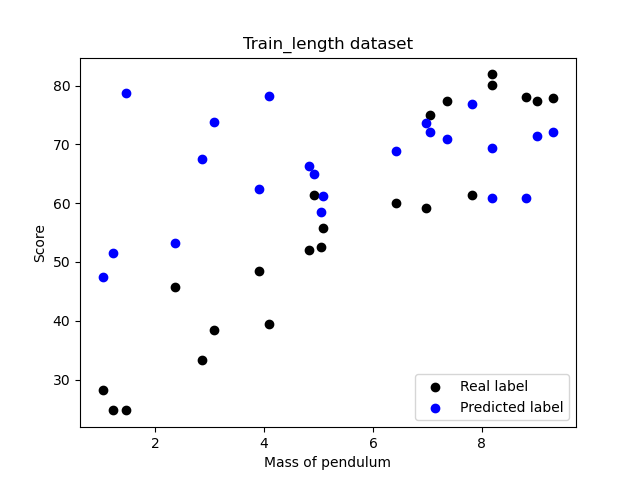 Train_length dataset
80
70
60
50
40
30
Score
2 4 6 8
Mass of pendulum
Real label
Predicted label